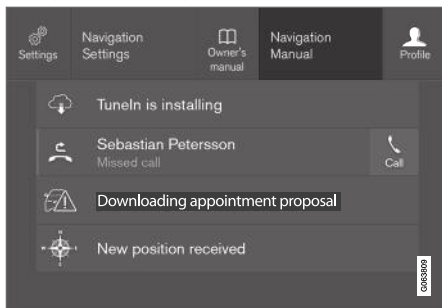 Settings
Navigation
Settings
Owner's
manual
Navigation
Manual
Profile
TuneIn is installing
Sebastian Petersson
Missed call
Call
Downloading appointment proposal
New position received
G063809